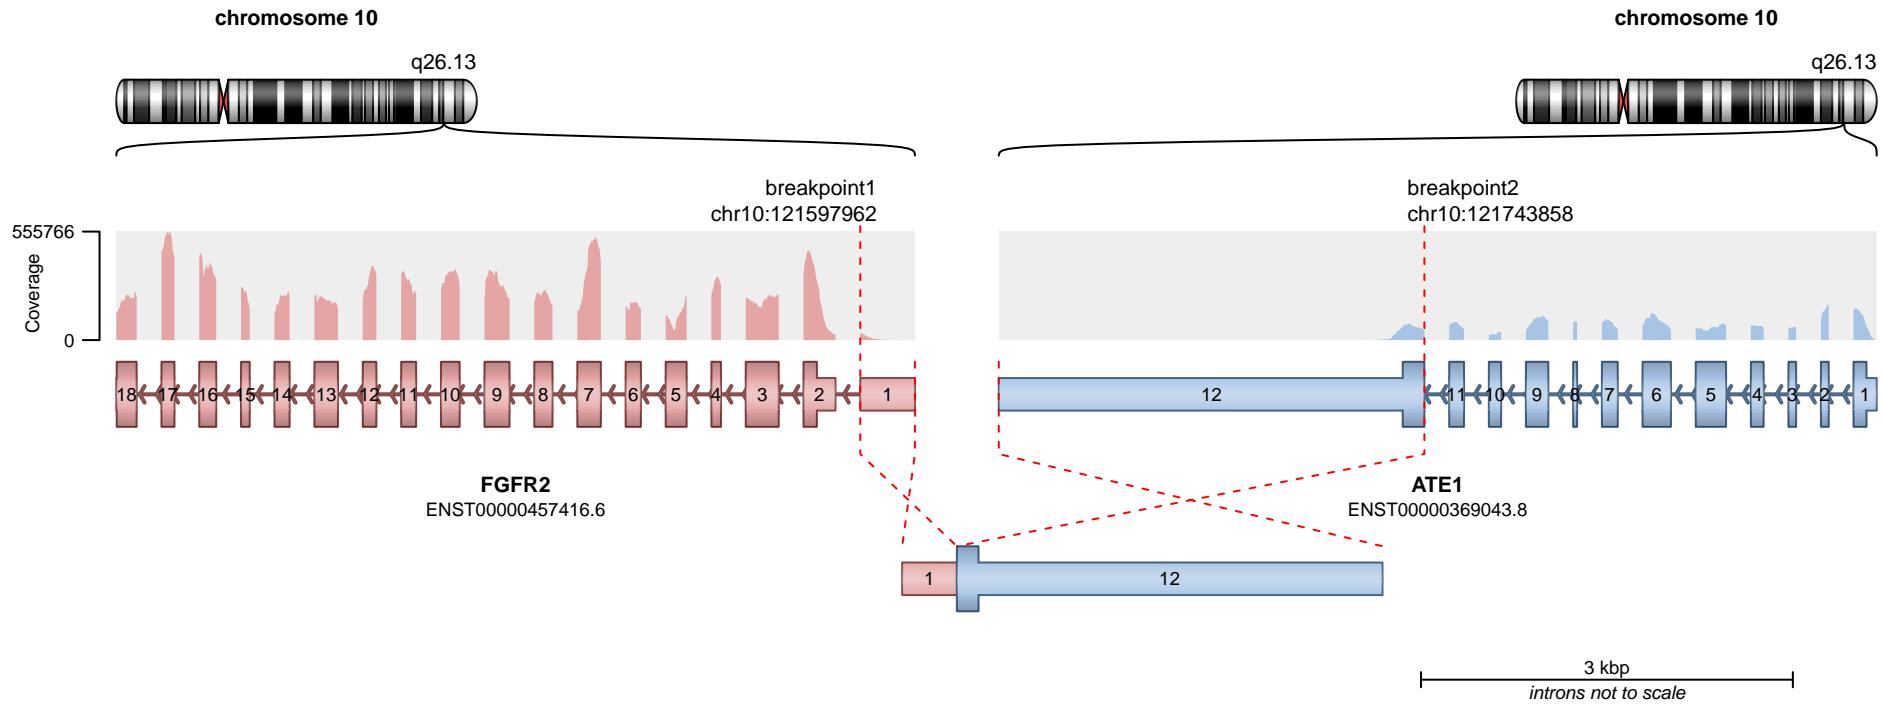 chromosome 10
chromosome 10
q26.13
q26.13
breakpoint1
chr10:121597962
breakpoint2
chr10:121743858
555766
Coverage
0
18 17 16 15 14 13 12 11 10 9 8 7 6 5 4 3 2 1
12 11 10 9 8 7 6 5 4 3 2 1
FGFR2
ENST00000457416.6
ATE1
ENST00000369043.8
1 12
3 kbp
introns not to scale